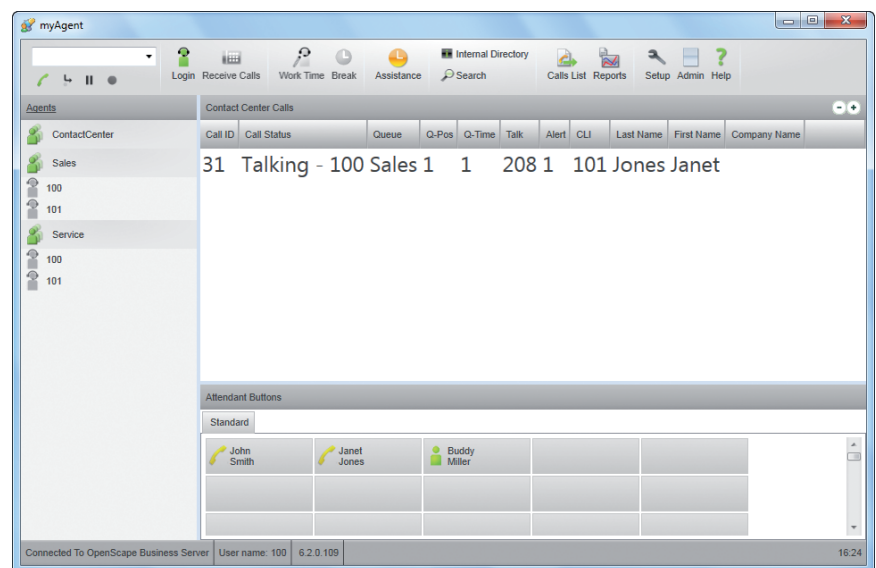 myAgent
Internal Directory
Login Receive Calls Work Time Break Assistance Search Calls List Reports Setup Admin Help
Agents
ContactCenter
Sales
100
101
Service
100
101
Contact Center Calls
Call ID Call Status Queue Q-Pos Q-Time Talk Alert CLI Last Name First Name Company Name
31 Talking - 100 Sales 1 1 208 1 101 Jones Janet
Attendant Buttons
Standard
John Smith
Janet Jones
Buddy Miller
Connected To OpenScape Business Server User name: 100 6.2.0.109 16:24